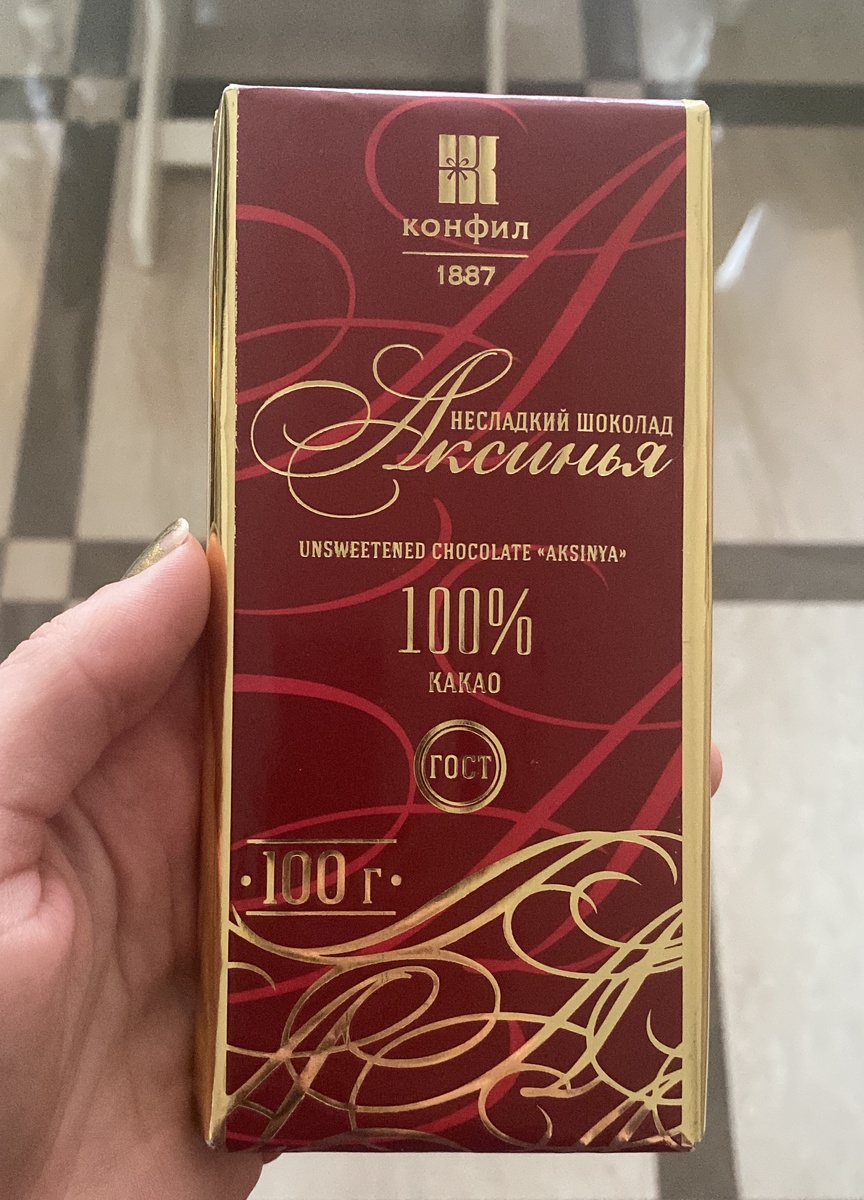 КОНФИЛ
1887
НЕСЛАДКИЙ ШОКОЛАД
Аксинья
UNSWEETENED CHOCOLATE «AKSINYA»
100%
КАКАО
ГОСТ
·100 г·